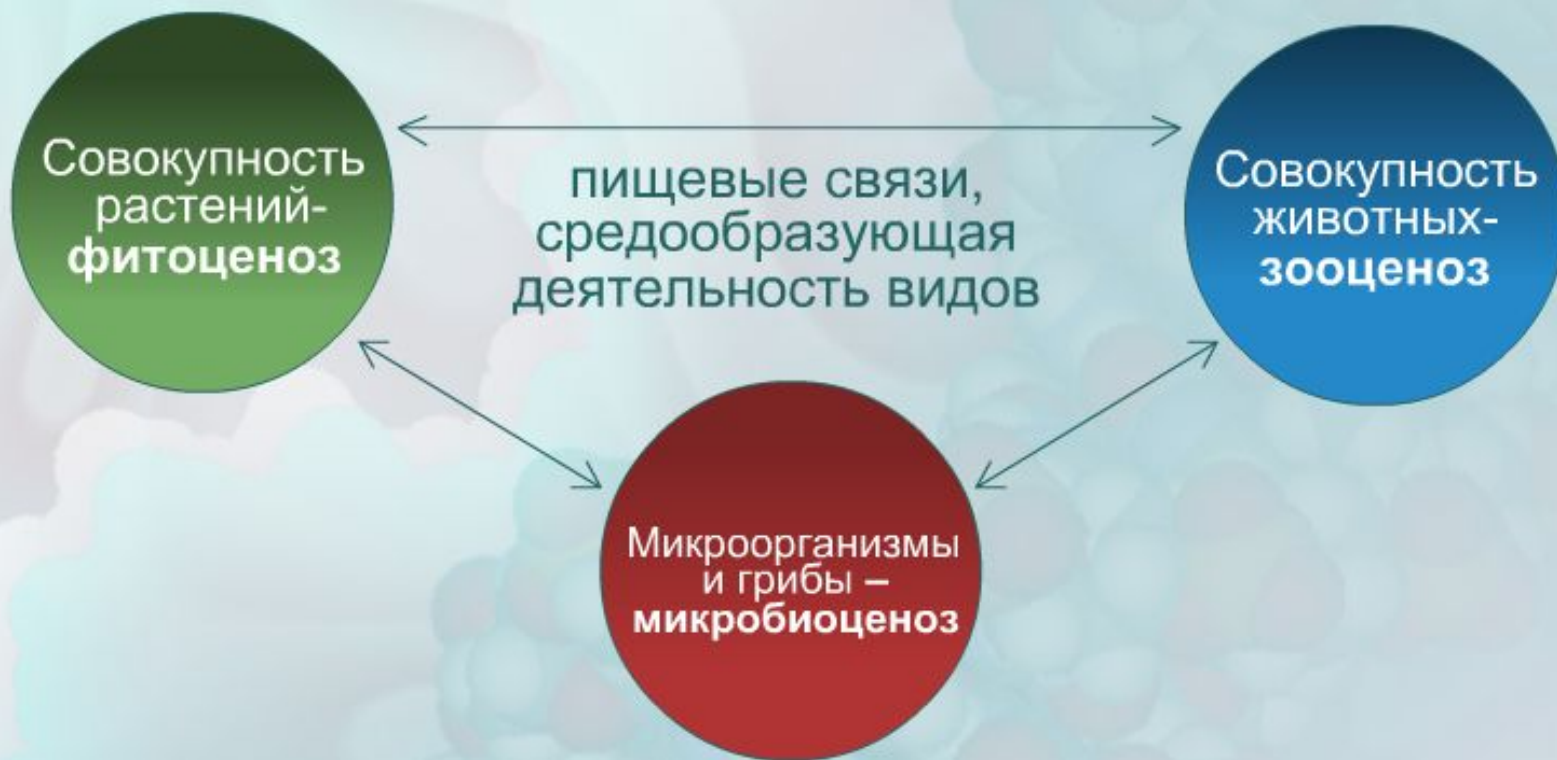 Совокупность
растений-
фитоценоз
пищевые связи,
средообразующая
деятельность видов
Совокупность
животных-
зооценоз
Микроорганизмы
и грибы –
микробиоценоз